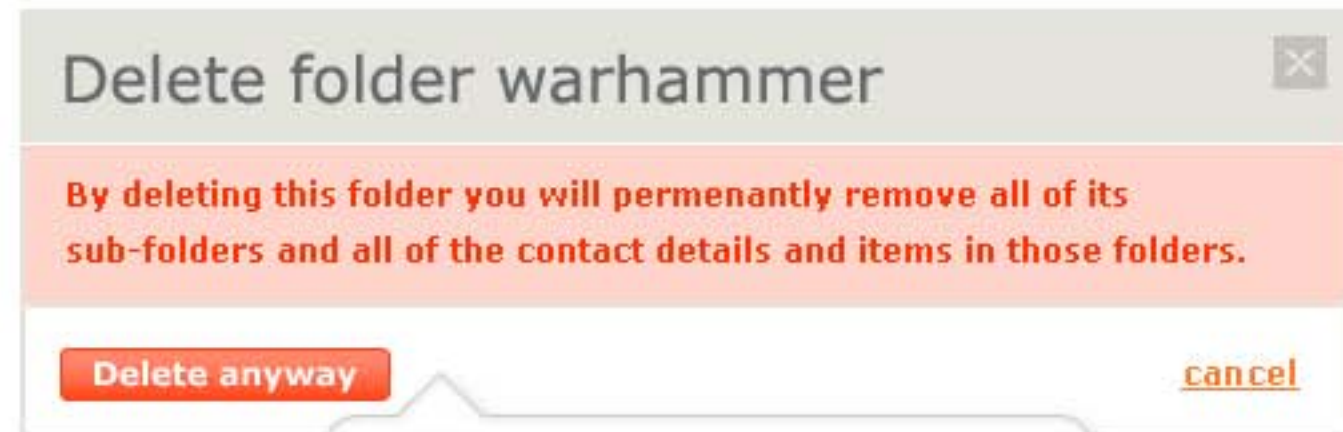 Delete folder warhammer
By deleting this folder you will permenantly remove all of its
sub-folders and all of the contact details and items in those folders.
Delete anyway
cancel